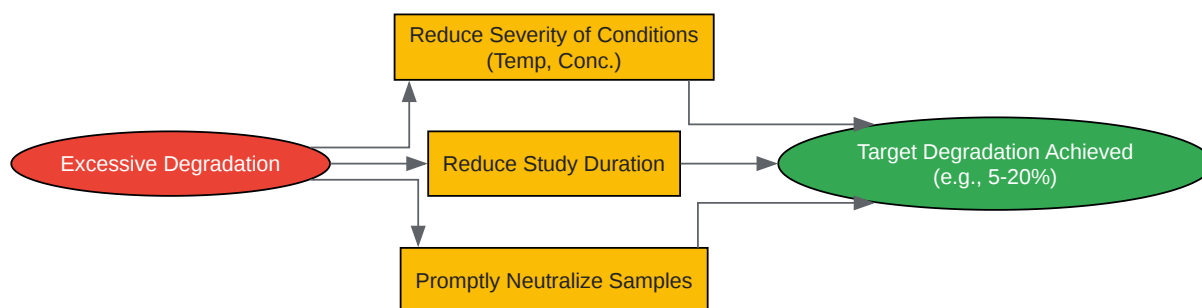 Reduce Severity of Conditions
(Temp, Conc.)
Excessive Degradation
Reduce Study Duration
Target Degradation Achieved
(e.g., 5-20%)
Promptly Neutralize Samples